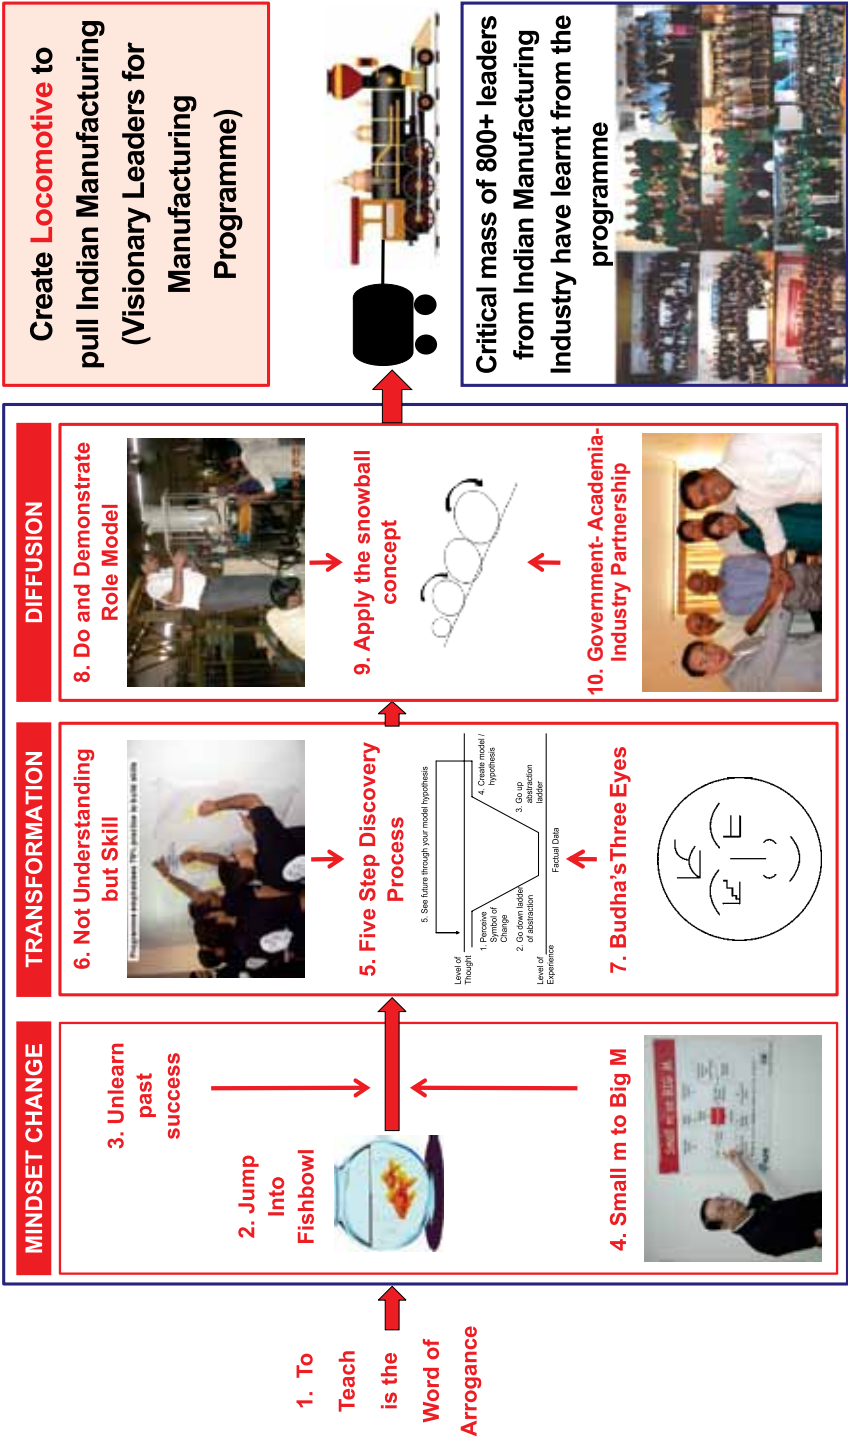 1. To
Teach
is the
Word of
Arrogance
MINDSET CHANGE
3. Unlearn
past
success
2. Jump
Into
Fishbowl
4. Small m to Big M
Small m to Big M
TRANSFORMATION
6. Not Understanding
but Skill
5. Five Step Discovery
Process
5. See future through your model hypothesis
Level of
Thought
1. Perceive
Symbol of
Change
4. Create model /
hypothesis
2. Go down ladder
of abstraction
3. Go up
abstraction
ladder
Level of
Experience
Factual Data
7. Budha's Three Eyes
DIFFUSION
8. Do and Demonstrate
Role Model
9. Apply the snowball
concept
10. Government- Academia-
Industry Partnership
Create Locomotive to
pull Indian Manufacturing
(Visionary Leaders for
Manufacturing
Programme)
Critical mass of 800+ leaders
from Indian Manufacturing
Industry have learnt from the
programme